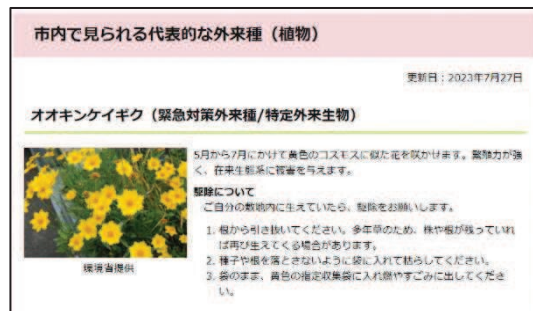 市内で見られる代表的な外来種（植物）
更新日：2023年7月27日
オオキンケイギク（緊急対策外来種/特定外来生物）
5月から7月にかけて黄色のコスモスに似た花を咲かせます。繁殖力が強
く、在来生態系に被害を与えます。
駆除について
ご自分の敷地内に生えていたら、駆除をお願いします。
1. 根から引き抜いてください。多年草のため、株や根が残っていれ
ば再び生えてくる場合があります。
2. 種子や根を落とさないように袋に入れて枯らしてください。
3. 袋のまま、黄色の指定収集袋に入れ燃やすごみに出してくださ
い。
環境省提供